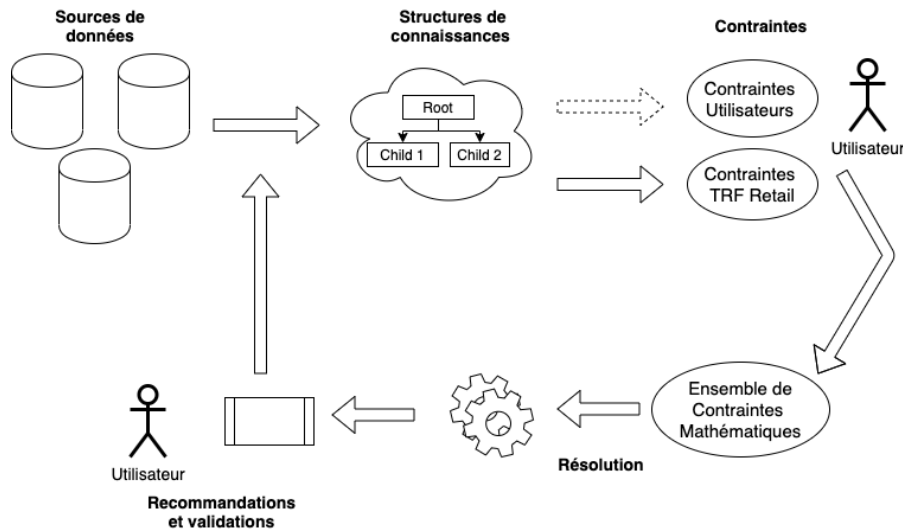 Sources de
données
Structures de
connaissances
Contraintes
Root
Child 1
Child 2
Contraintes
Utilisateurs
Utilisateur
Contraintes
TRF Retail
Ensemble de
Contraintes
Mathématiques
Résolution
Utilisateur
Recommandations
et validations